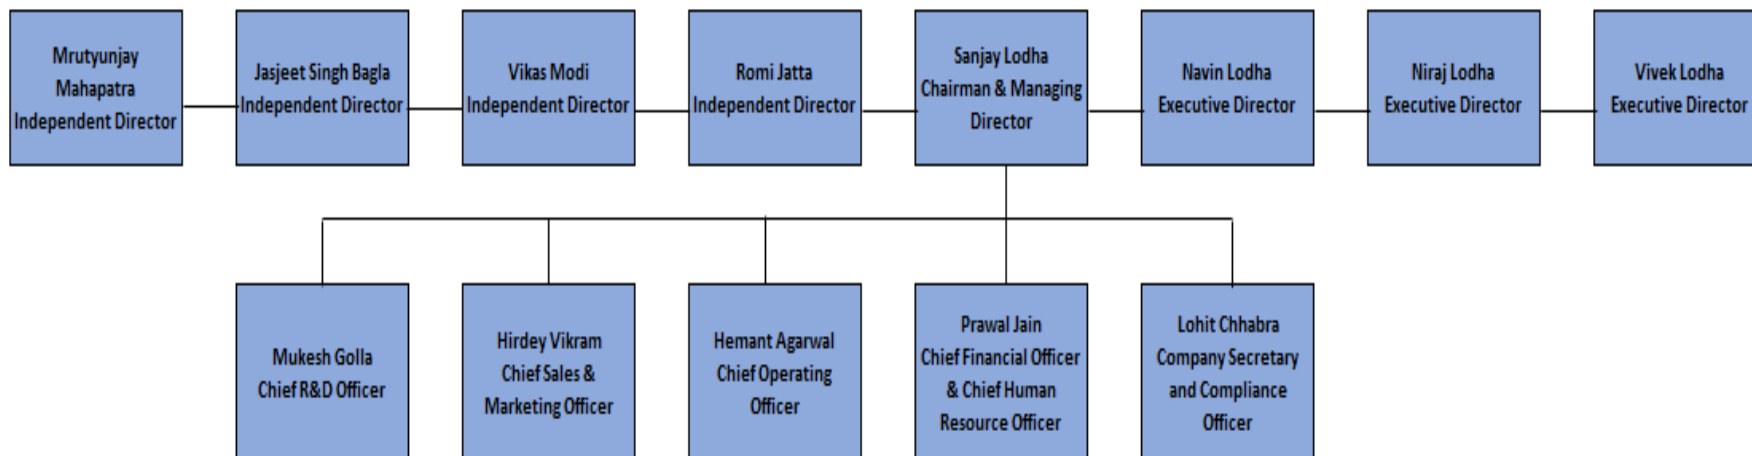 Mrutyunjay
Mahapatra
Independent Director
Jasjeet Singh Bagla
Independent Director
Vikas Modi
Independent Director
Romi Jatta
Independent Director
Sanjay Lodha
Chairman & Managing
Director
Navin Lodha
Executive Director
Niraj Lodha
Executive Director
Vivek Lodha
Executive Director
Mukesh Golla
Chief R&D Officer
Hirdey Vikram
Chief Sales &
Marketing Officer
Hemant Agarwal
Chief Operating
Officer
Prawal Jain
Chief Financial Officer
& Chief Human
Resource Officer
Lohit Chhabra
Company Secretary
and Compliance
Officer